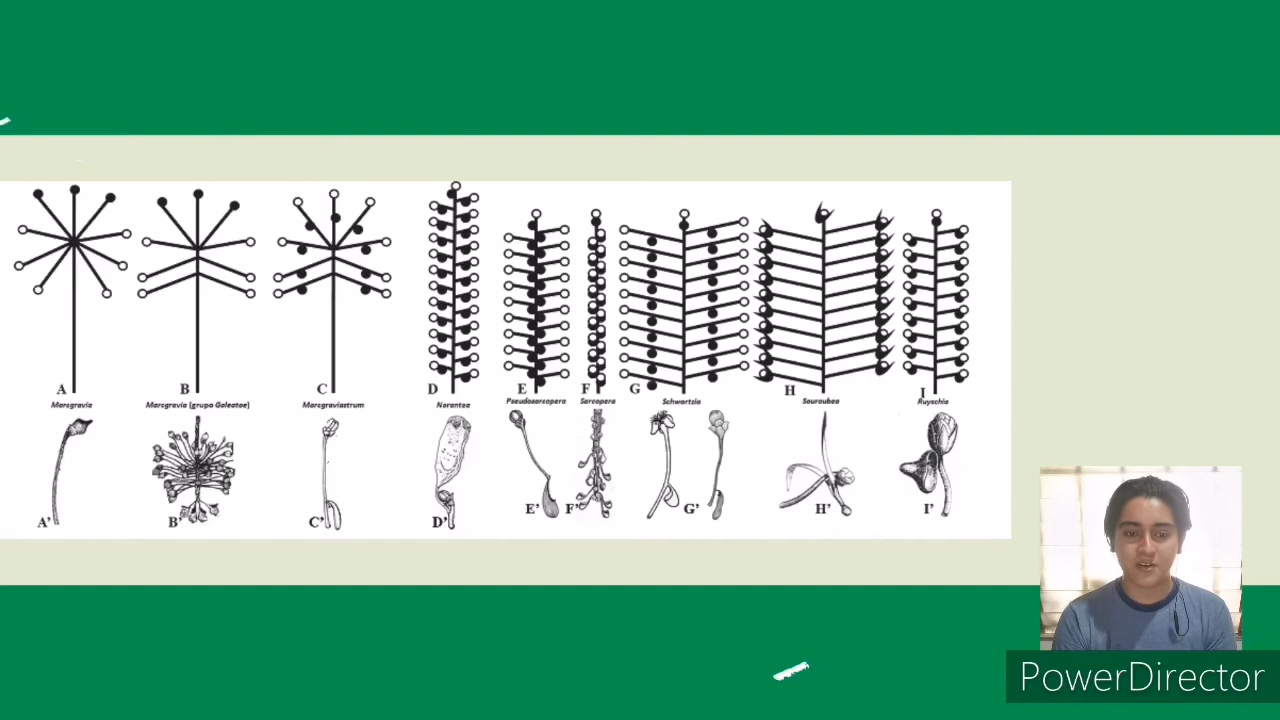 A B C D E F G H I
Marcgravia Marcgravia (grupo Galeatae) Marcgraviastrum Norantea Pseudosarcopera Sarcopera Schwartzia Souroubea Ruyschia
A' B' C' D' E' F' G' H' I'
PowerDirector